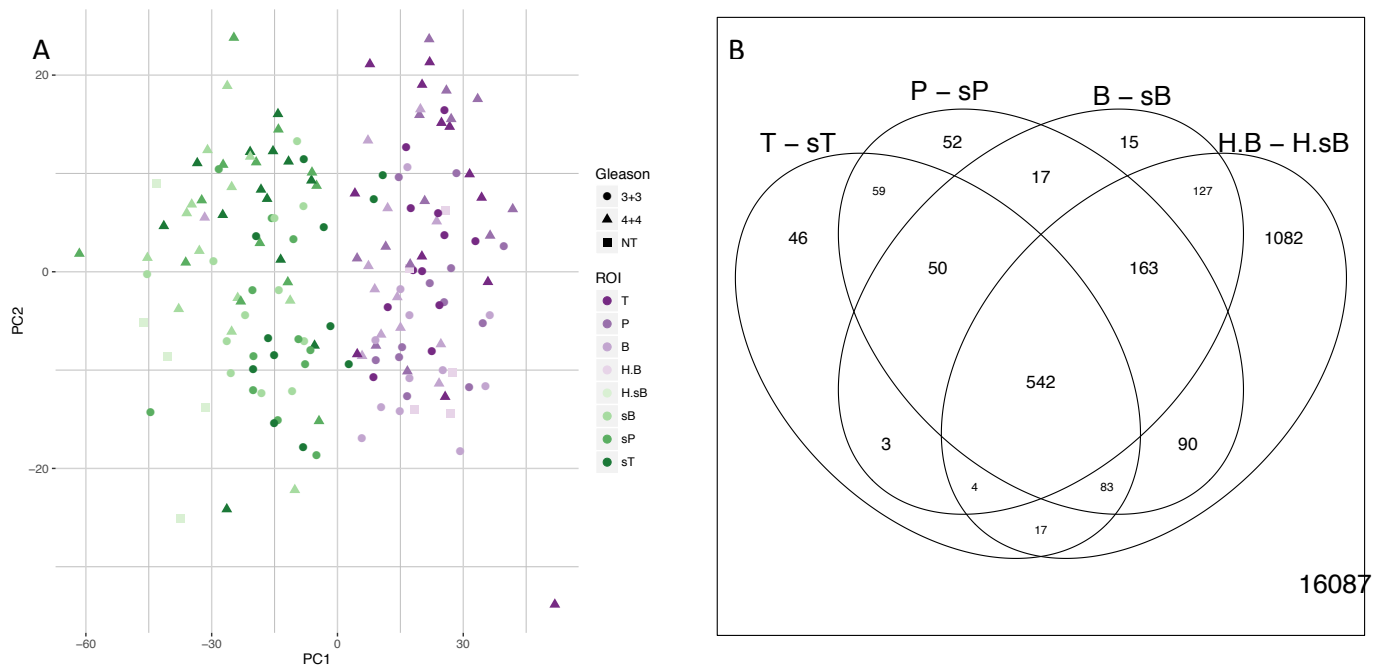 A
20
0
−20
PC2
−60
−30
0
30
PC1
Gleason
3+3
4+4
NT
ROI
T
P
B
H.B
H.sB
sB
sP
sT
B
P − sP
B − sB
T − sT
H.B − H.sB
52
15
17
59
127
46
1082
50
163
542
3
90
4
83
17
16087